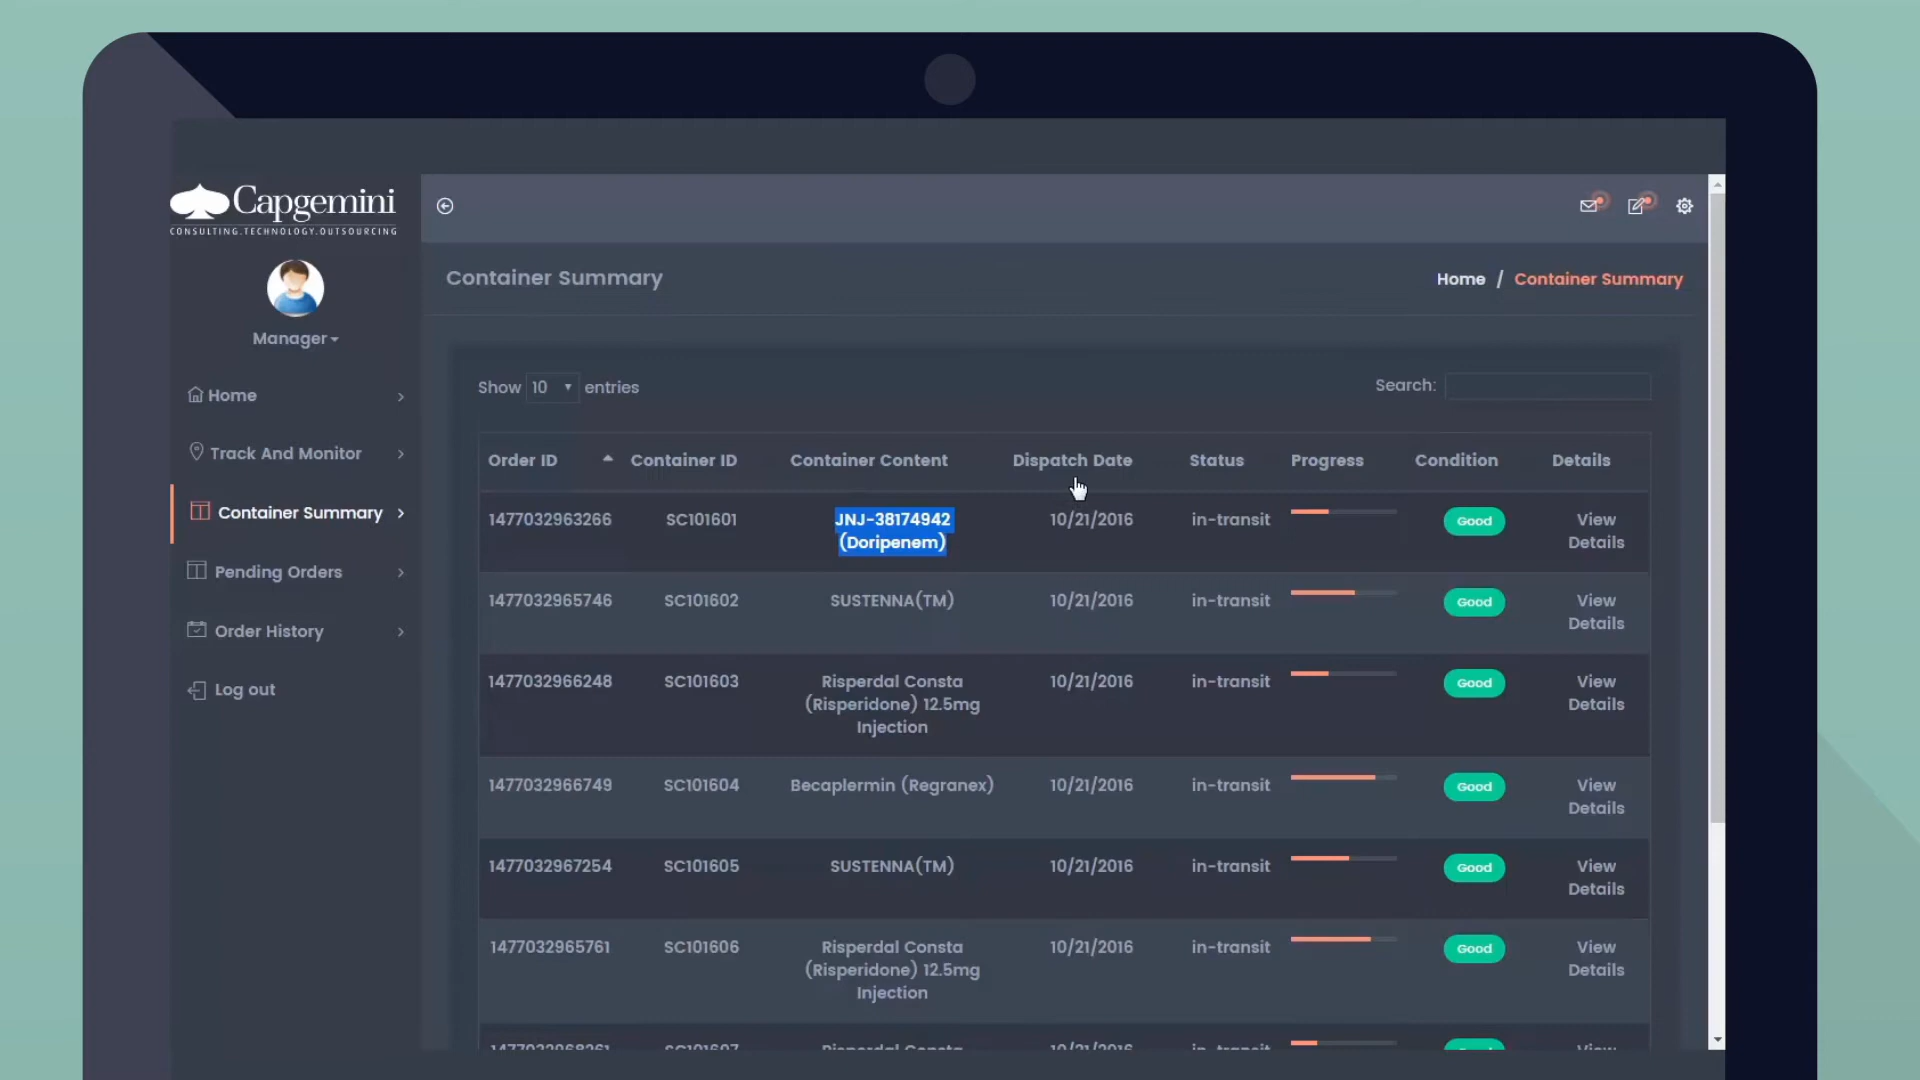 Capgemini
CONSULTING.TECHNOLOGY.OUTSOURCING
Manager
Home
Track And Monitor
Container Summary
Pending Orders
Order History
Log out
Container Summary
Home / Container Summary
Show 10 entries
Search:
Order ID Container ID Container Content Dispatch Date Status Progress Condition Details
1477032963266 SC101601 JNJ-38174942 10/21/2016 in-transit Good View
(Doripenem) Details
1477032965746 SC101602 SUSTENNA(TM) 10/21/2016 in-transit Good View
Details
1477032966248 SC101603 Risperdal Consta 10/21/2016 in-transit Good View
(Risperidone) 12.5mg Details
Injection
1477032966749 SC101604 Becaplermin (Regranex) 10/21/2016 in-transit Good View
Details
1477032967254 SC101605 SUSTENNA(TM) 10/21/2016 in-transit Good View
Details
1477032965761 SC101606 Risperdal Consta 10/21/2016 in-transit Good View
(Risperidone) 12.5mg Details
Injection